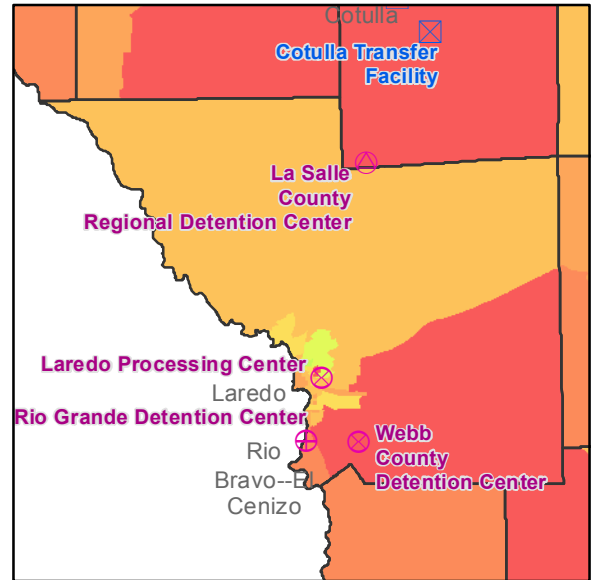 Cotulla
Cotulla Transfer
Facility
La Salle
County
Regional Detention Center
Laredo Processing Center
Laredo
Rio Grande Detention Center
Rio
Bravo--El
Cenizo
Webb
County
Detention Center